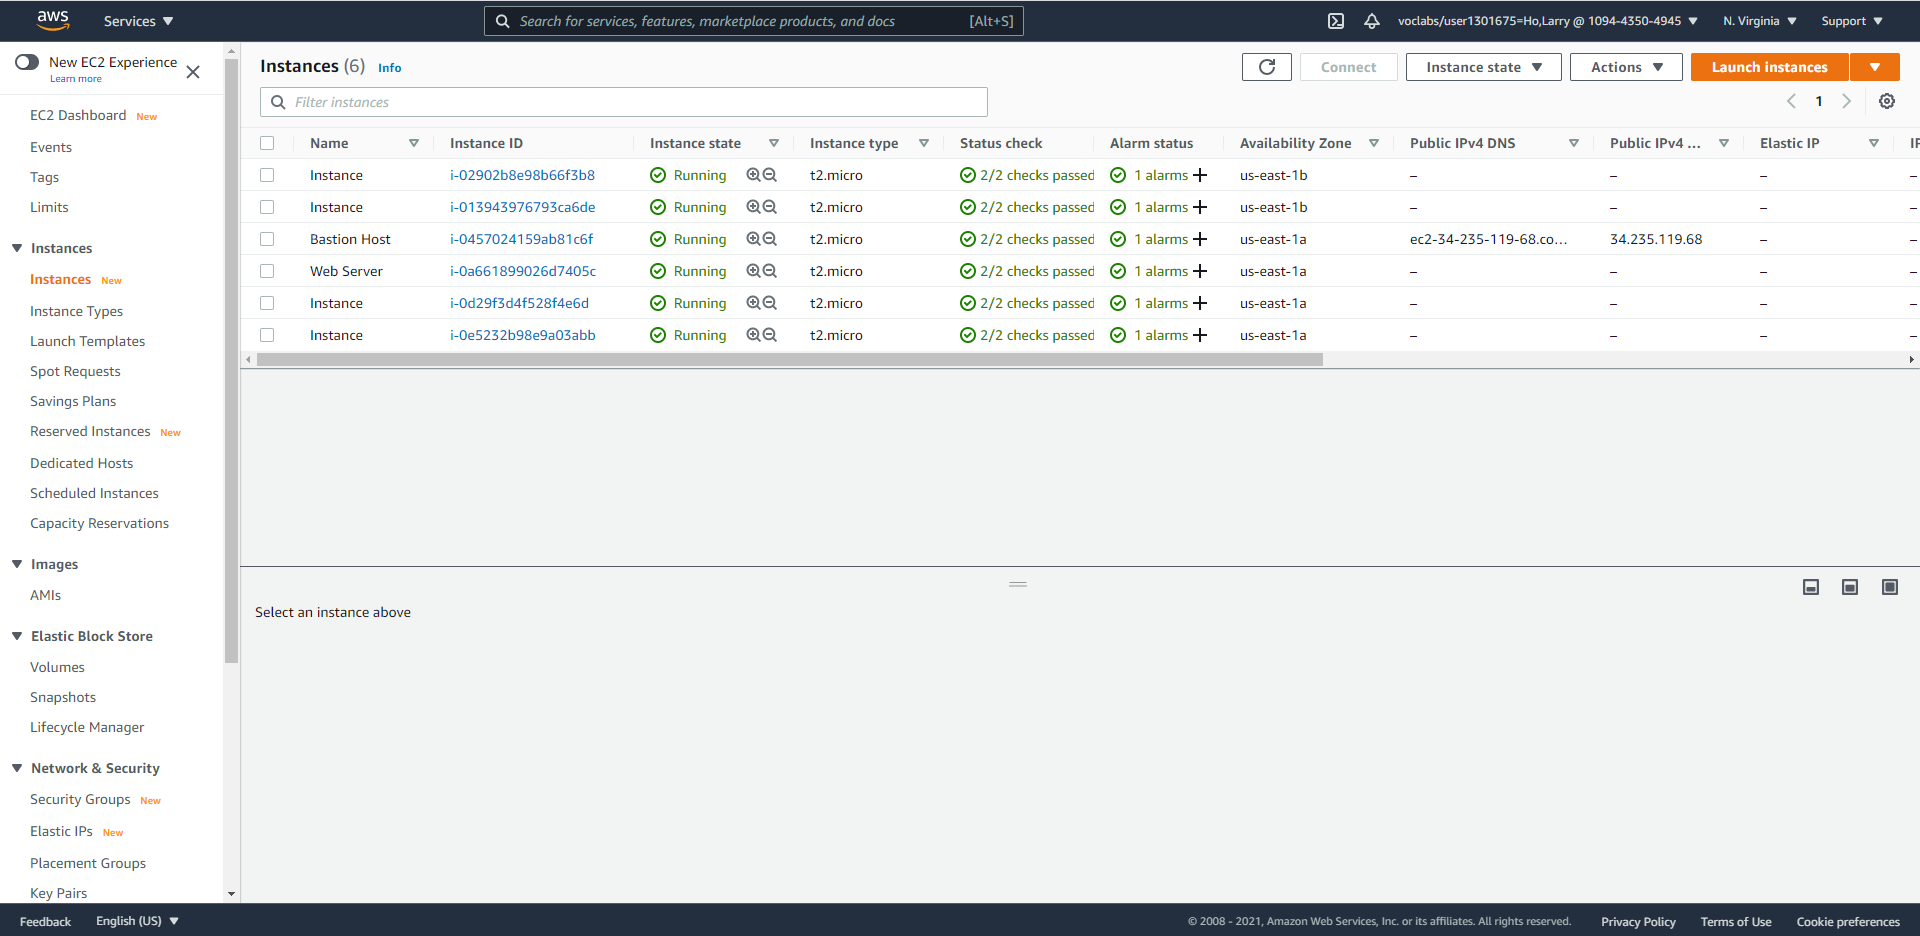 aws
Services
Search for services, features, marketplace products, and docs [Alt+S]
voclabs/user1301675=Ho,Larry @ 1094-4350-4945
N. Virginia
Support
New EC2 Experience
Learn more
EC2 Dashboard New
Events
Tags
Limits
Instances
Instances New
Instance Types
Launch Templates
Spot Requests
Savings Plans
Reserved Instances New
Dedicated Hosts
Scheduled Instances
Capacity Reservations
Images
AMIs
Elastic Block Store
Volumes
Snapshots
Lifecycle Manager
Network & Security
Security Groups New
Elastic IPs New
Placement Groups
Key Pairs
Instances (6) Info
Connect
Instance state
Actions
Launch instances
Filter instances
1
Name Instance ID Instance state Instance type Status check Alarm status Availability Zone Public IPv4 DNS Public IPv4 ... Elastic IP IP
Instance i-02902b8e98b66f3b8 Running t2.micro 2/2 checks passed 1 alarms + us-east-1b – – – –
Instance i-013943976793ca6de Running t2.micro 2/2 checks passed 1 alarms + us-east-1b – – – –
Bastion Host i-0457024159ab81c6f Running t2.micro 2/2 checks passed 1 alarms + us-east-1a ec2-34-235-119-68.co... 34.235.119.68 – –
Web Server i-0a661899026d7405c Running t2.micro 2/2 checks passed 1 alarms + us-east-1a – – – –
Instance i-0d29f3d4f528f4e6d Running t2.micro 2/2 checks passed 1 alarms + us-east-1a – – – –
Instance i-0e5232b98e9a03abb Running t2.micro 2/2 checks passed 1 alarms + us-east-1a – – – –
Select an instance above
Feedback
English (US)
© 2008 - 2021, Amazon Web Services, Inc. or its affiliates. All rights reserved.
Privacy Policy
Terms of Use
Cookie preferences